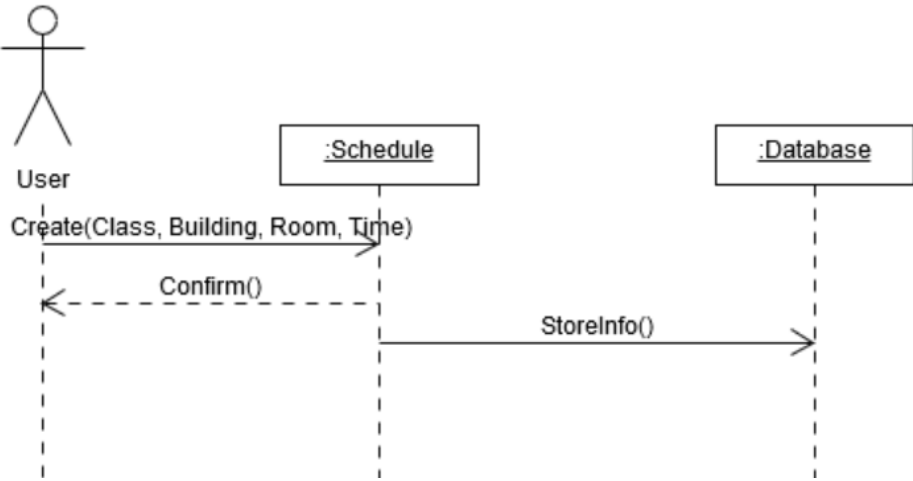 :Schedule
:Database
User
Create(Class, Building, Room, Time)
Confirm()
StoreInfo()